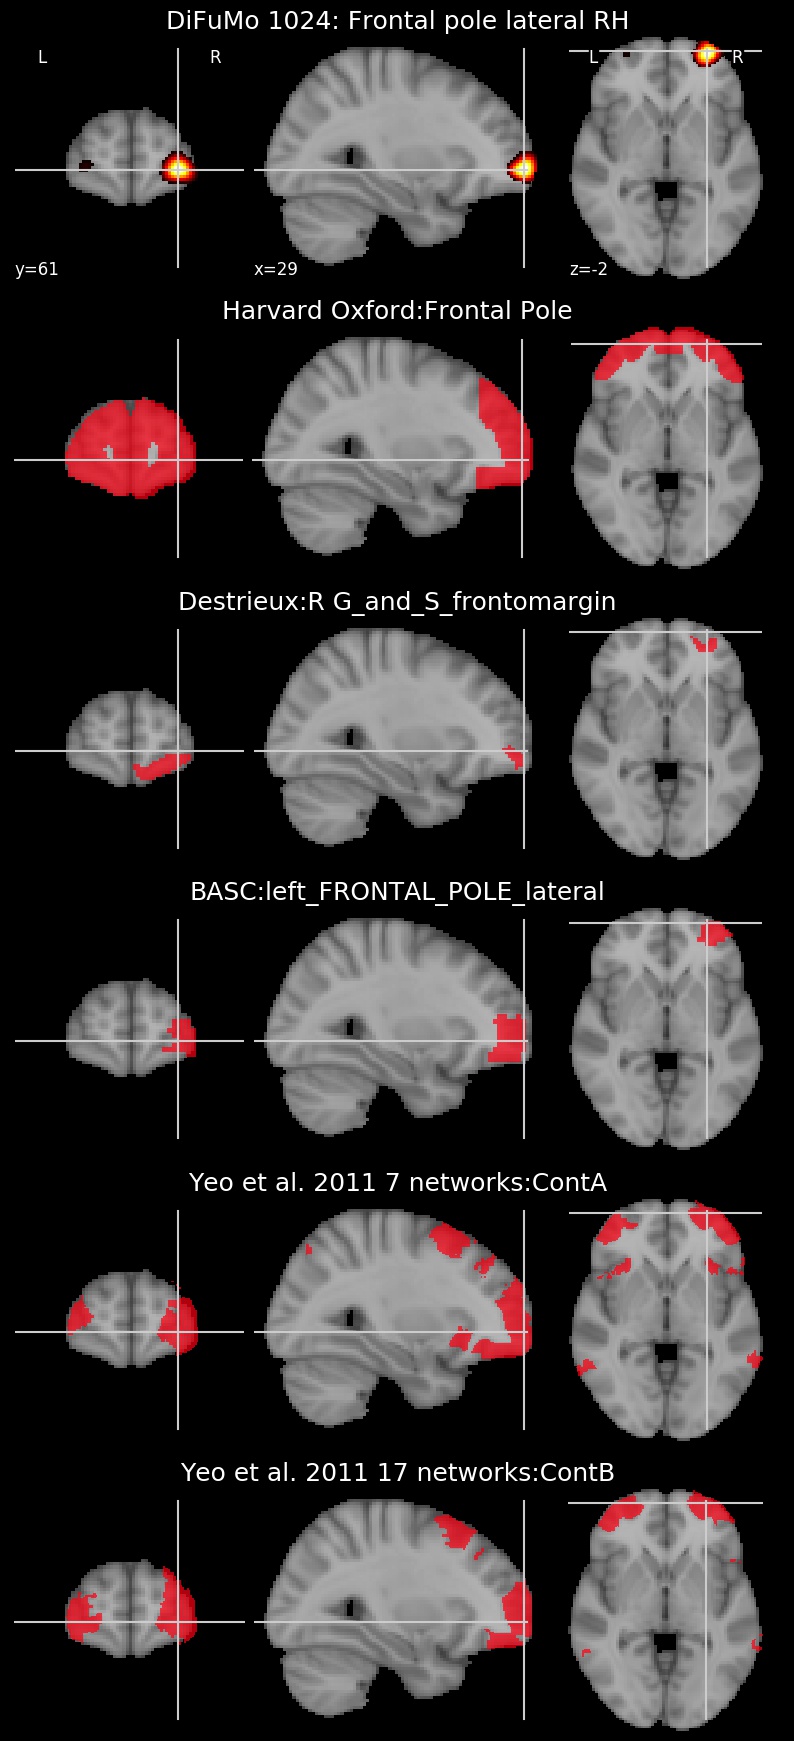 DiFuMo 1024: Frontal pole lateral RH
L R L R
y=61 x=29 z=-2
Harvard Oxford:Frontal Pole
Destrieux:R G_and_S_frontomargin
BASC:left_FRONTAL_POLE_lateral
Yeo et al. 2011 7 networks:ContA
Yeo et al. 2011 17 networks:ContB